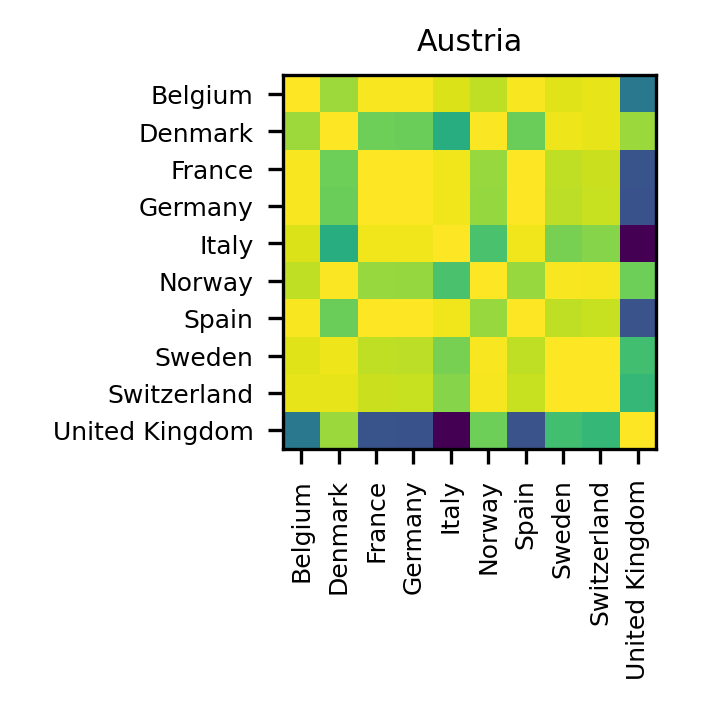 Austria
Belgium
Denmark
France
Germany
Italy
Norway
Spain
Sweden
Switzerland
United Kingdom
Belgium
Denmark
France
Germany
Italy
Norway
Spain
Sweden
Switzerland
United Kingdom